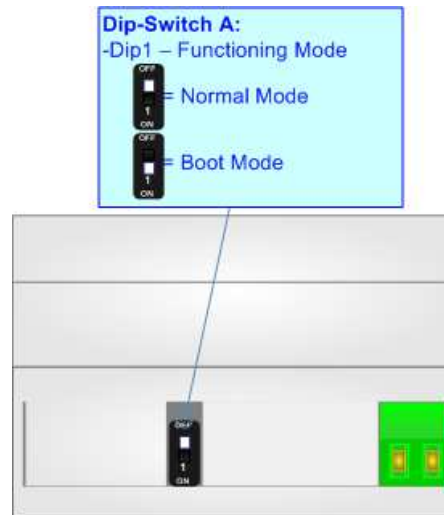 Dip-Switch A:
-Dip1 – Functioning Mode
OFF
= Normal Mode
1
ON
OFF
= Boot Mode
1
ON
OFF
1
ON